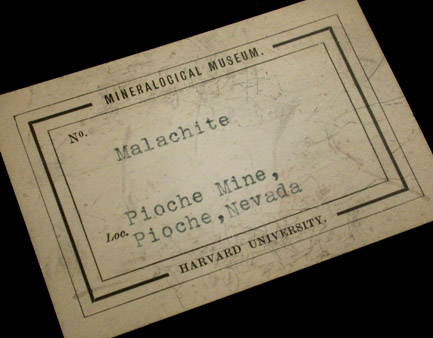 MINERALOGICAL MUSEUM.
No.
Malachite
Pioche Mine,
Loc. Pioche, Nevada
HARVARD UNIVERSITY.